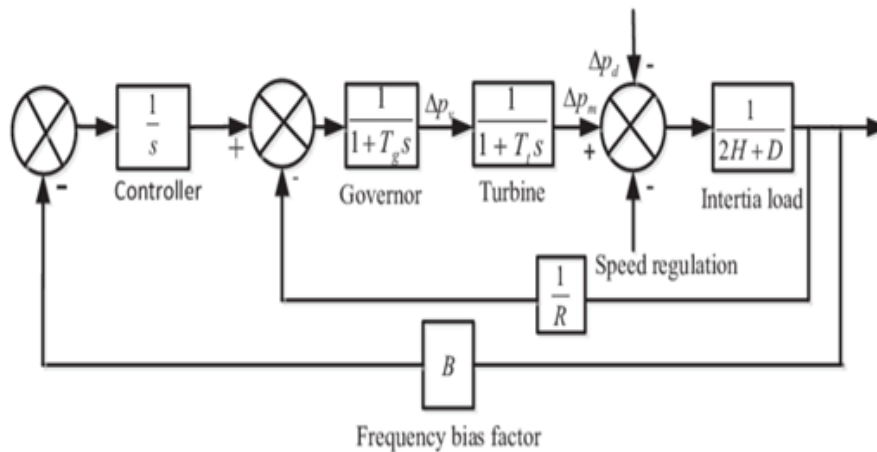 Δp_d -
1
s
+
-
1
1+T_g s
Δp_v
1
1+T_t s
Δp_m
+
-
1
2H+D
-
Controller
Governor
Turbine
Intertia load
Speed regulation
1
R
B
Frequency bias factor